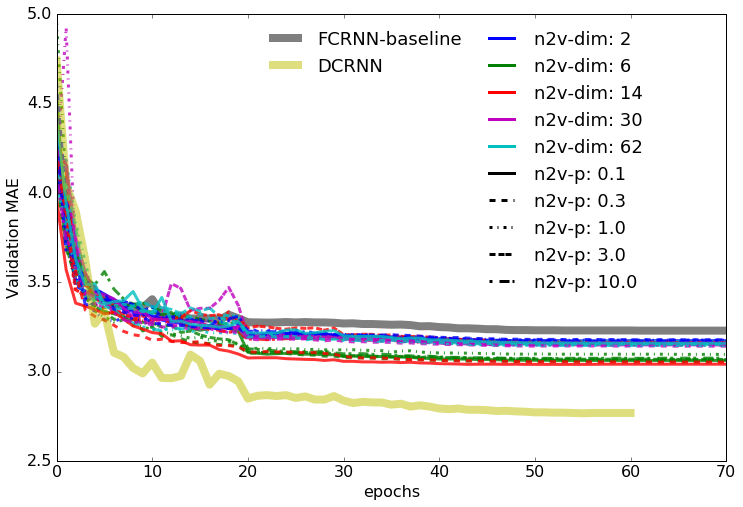 5.0
4.5
4.0
3.5
3.0
2.5
Validation MAE
FCRNN-baseline
DCRNN
n2v-dim: 2
n2v-dim: 6
n2v-dim: 14
n2v-dim: 30
n2v-dim: 62
n2v-p: 0.1
n2v-p: 0.3
n2v-p: 1.0
n2v-p: 3.0
n2v-p: 10.0
0 10 20 30 40 50 60 70
epochs